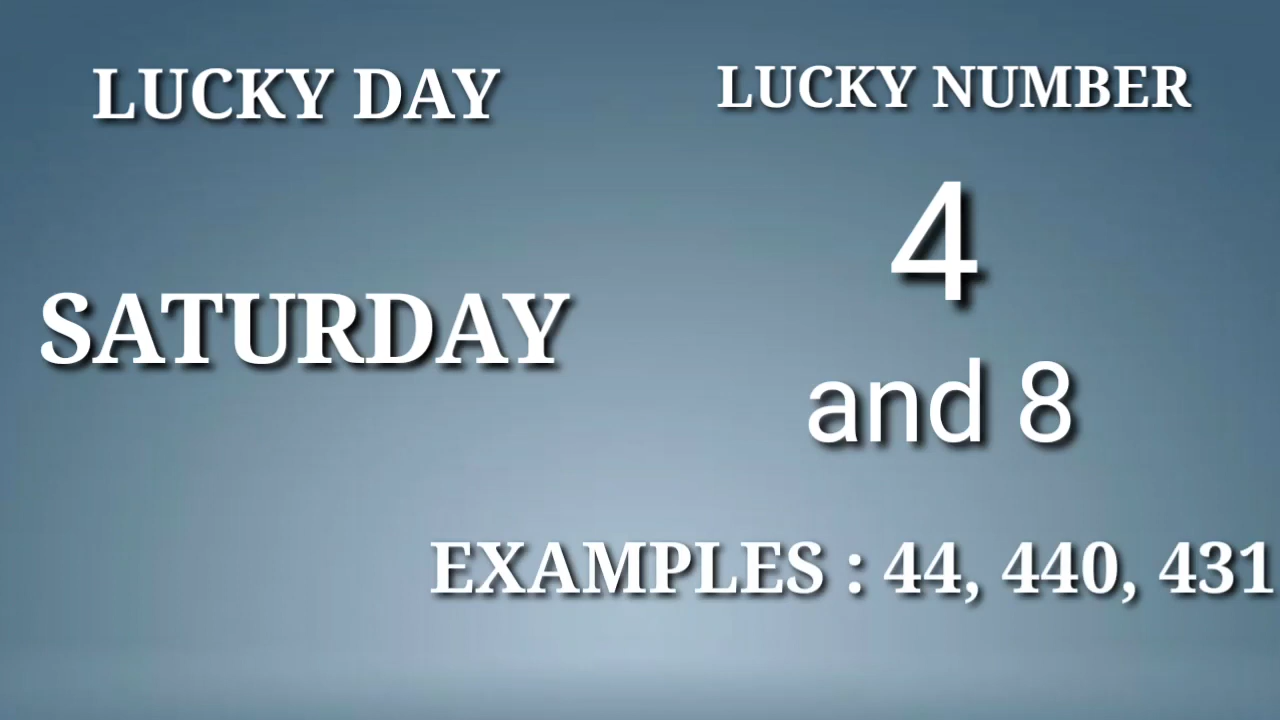 LUCKY DAY
SATURDAY
LUCKY NUMBER
4
and 8
EXAMPLES : 44, 440, 431